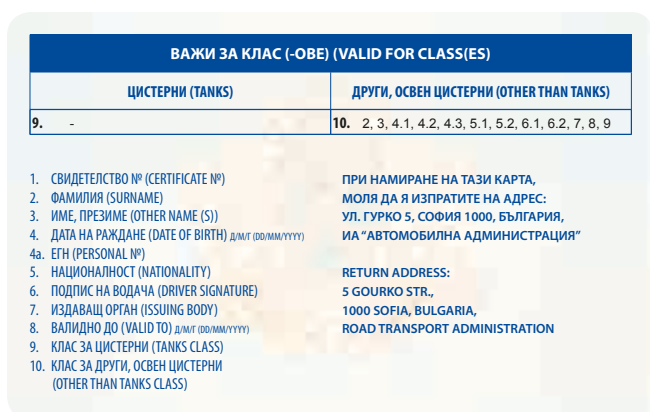 ВАЖИ ЗА КЛАС (-ОВЕ) (VALID FOR CLASS(ES)
ЦИСТЕРНИ (TANKS)
ДРУГИ, ОСВЕН ЦИСТЕРНИ (OTHER THAN TANKS)
9. -
10. 2, 3, 4.1, 4.2, 4.3, 5.1, 5.2, 6.1, 6.2, 7, 8, 9
1. СВИДЕТЕЛСТВО № (CERTIFICATE №)
2. ФАМИЛИЯ (SURNAME)
3. ИМЕ, ПРЕЗИМЕ (OTHER NAME (S))
4. ДАТА НА РАЖДАНЕ (DATE OF BIRTH) Д/М/Г (DD/MM/YYYY)
4a. ЕГН (PERSONAL №)
5. НАЦИОНАЛНОСТ (NATIONALITY)
6. ПОДПИС НА ВОДАЧА (DRIVER SIGNATURE)
7. ИЗДАВАЩ ОРГАН (ISSUING BODY)
8. ВАЛИДНО ДО (VALID TO) Д/М/Г (DD/MM/YYYY)
9. КЛАС ЗА ЦИСТЕРНИ (TANKS CLASS)
10. КЛАС ЗА ДРУГИ, ОСВЕН ЦИСТЕРНИ
(OTHER THAN TANKS CLASS)
ПРИ НАМИРАНЕ НА ТАЗИ КАРТА,
МОЛЯ ДА Я ИЗПРАТИТЕ НА АДРЕС:
УЛ. ГУРКО 5, СОФИЯ 1000, БЪЛГАРИЯ,
ИА “АВТОМОБИЛНА АДМИНИСТРАЦИЯ”
RETURN ADDRESS:
5 GOURKO STR.,
1000 SOFIA, BULGARIA,
ROAD TRANSPORT ADMINISTRATION